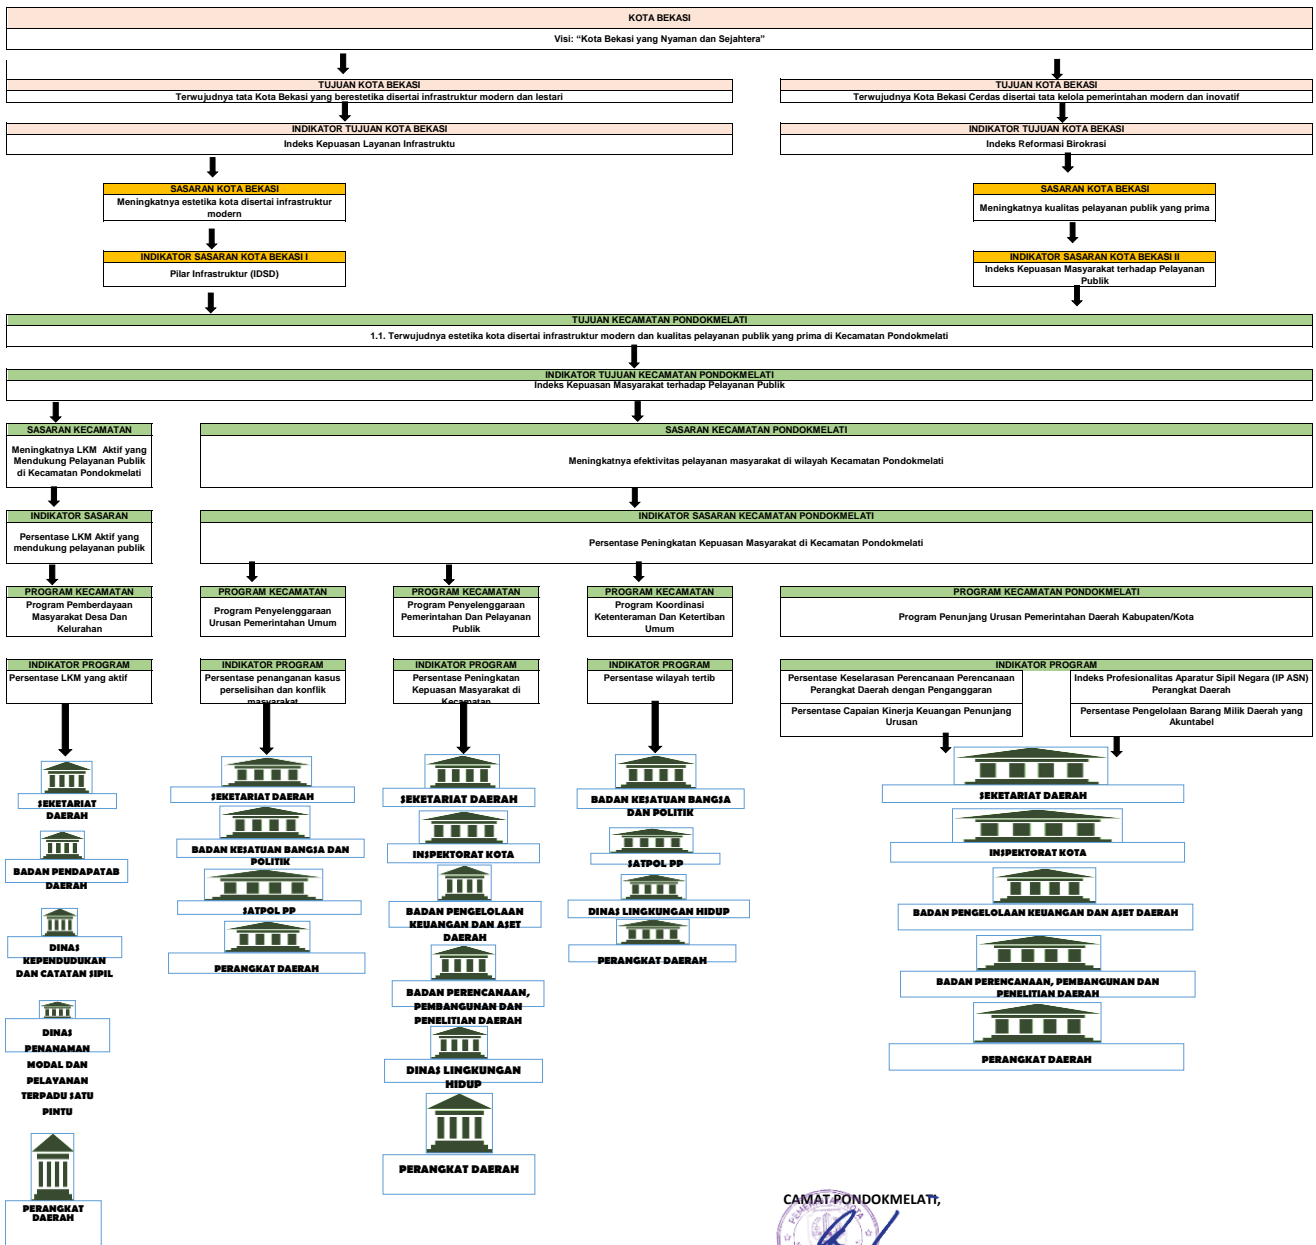 KOTA BEKASI
Visi: “Kota Bekasi yang Nyaman dan Sejahtera”
TUJUAN KOTA BEKASI
Terwujudnya tata Kota Bekasi yang berestetika disertai infrastruktur modern dan lestari
TUJUAN KOTA BEKASI
Terwujudnya Kota Bekasi Cerdas disertai tata kelola pemerintahan modern dan inovatif
INDIKATOR TUJUAN KOTA BEKASI
Indeks Kepuasan Layanan Infrastruktu
INDIKATOR TUJUAN KOTA BEKASI
Indeks Reformasi Birokrasi
SASARAN KOTA BEKASI
Meningkatnya estetika kota disertai infrastruktur
modern
SASARAN KOTA BEKASI
Meningkatnya kualitas pelayanan publik yang prima
INDIKATOR SASARAN KOTA BEKASI I
Pilar Infrastruktur (IDSD)
INDIKATOR SASARAN KOTA BEKASI II
Indeks Kepuasan Masyarakat terhadap Pelayanan
Publik
TUJUAN KECAMATAN PONDOKMELATI
1.1. Terwujudnya estetika kota disertai infrastruktur modern dan kualitas pelayanan publik yang prima di Kecamatan Pondokmelati
INDIKATOR TUJUAN KECAMATAN PONDOKMELATI
Indeks Kepuasan Masyarakat terhadap Pelayanan Publik
SASARAN KECAMATAN
Meningkatnya LKM Aktif yang
Mendukung Pelayanan Publik
di Kecamatan Pondokmelati
SASARAN KECAMATAN PONDOKMELATI
Meningkatnya efektivitas pelayanan masyarakat di wilayah Kecamatan Pondokmelati
INDIKATOR SASARAN
Persentase LKM Aktif yang
mendukung pelayanan publik
INDIKATOR SASARAN KECAMATAN PONDOKMELATI
Persentase Peningkatan Kepuasan Masyarakat di Kecamatan Pondokmelati
PROGRAM KECAMATAN
Program Pemberdayaan
Masyarakat Desa Dan
Kelurahan
PROGRAM KECAMATAN
Program Penyelenggaraan
Urusan Pemerintahan Umum
PROGRAM KECAMATAN
Program Penyelenggaraan
Pemerintahan Dan Pelayanan
Publik
PROGRAM KECAMATAN
Program Koordinasi
Ketenteraman Dan Ketertiban
Umum
PROGRAM KECAMATAN PONDOKMELATI
Program Penunjang Urusan Pemerintahan Daerah Kabupaten/Kota
INDIKATOR PROGRAM
Persentase LKM yang aktif
INDIKATOR PROGRAM
Persentase penanganan kasus
perselisihan dan konflik
masyarakat
INDIKATOR PROGRAM
Persentase Peningkatan
Kepuasan Masyarakat di
Kecamatan
INDIKATOR PROGRAM
Persentase wilayah tertib
INDIKATOR PROGRAM
Persentase Keselarasan Perencanaan Perencanaan
Perangkat Daerah dengan Penganggaran
Indeks Profesionalitas Aparatur Sipil Negara (IP ASN)
Perangkat Daerah
Persentase Capaian Kinerja Keuangan Penunjang
Urusan
Persentase Pengelolaan Barang Milik Daerah yang
Akuntabel
SEKETARIAT
DAERAH
BADAN PENDAPATAB
DAERAH
DINAS
KEPENDUDUKAN
DAN CATATAN SIPIL
DINAS
PENANAMAN
MODAL DAN
PELAYANAN
TERPADU SATU
PINTU
PERANGKAT
DAERAH
SEKETARIAT DAERAH
BADAN KESATUAN BANGSA DAN
POLITIK
SATPOL PP
PERANGKAT DAERAH
SEKETARIAT DAERAH
INSPEKTORAT KOTA
BADAN PENGELOLAAN
KEUANGAN DAN ASET
DAERAH
BADAN PERENCANAAN,
PEMBANGUNAN DAN
PENELITIAN DAERAH
DINAS LINGKUNGAN
HIDUP
PERANGKAT DAERAH
BADAN KESATUAN BANGSA
DAN POLITIK
SATPOL PP
DINAS LINGKUNGAN HIDUP
PERANGKAT DAERAH
SEKETARIAT DAERAH
INSPEKTORAT KOTA
BADAN PENGELOLAAN KEUANGAN DAN ASET DAERAH
BADAN PERENCANAAN, PEMBANGUNAN DAN
PENELITIAN DAERAH
PERANGKAT DAERAH
CAMAT PONDOKMELATI,